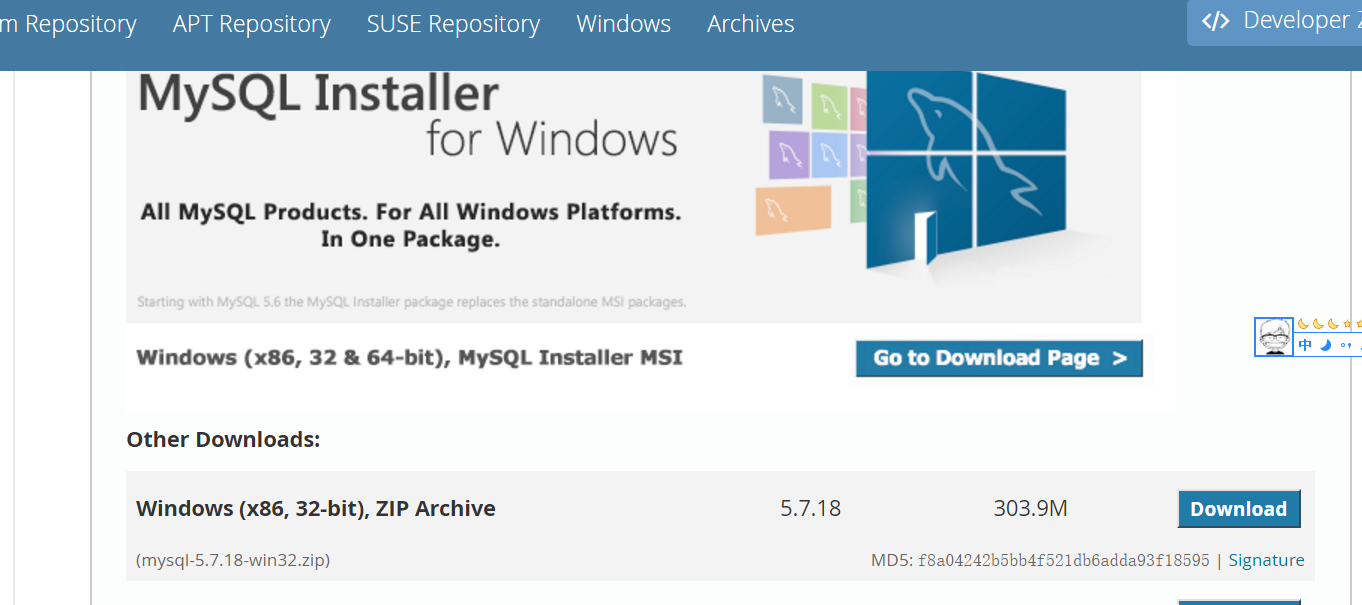 m Repository APT Repository SUSE Repository Windows Archives </> Developer
MySQL Installer
for Windows
All MySQL Products. For All Windows Platforms.
In One Package.
Starting with MySQL 5.6 the MySQL Installer package replaces the standalone MSI packages.
Windows (x86, 32 & 64-bit), MySQL Installer MSI Go to Download Page >
中
Other Downloads:
Windows (x86, 32-bit), ZIP Archive 5.7.18 303.9M Download
(mysql-5.7.18-win32.zip) MD5: f8a04242b5bb4f521db6adda93f18595 | Signature